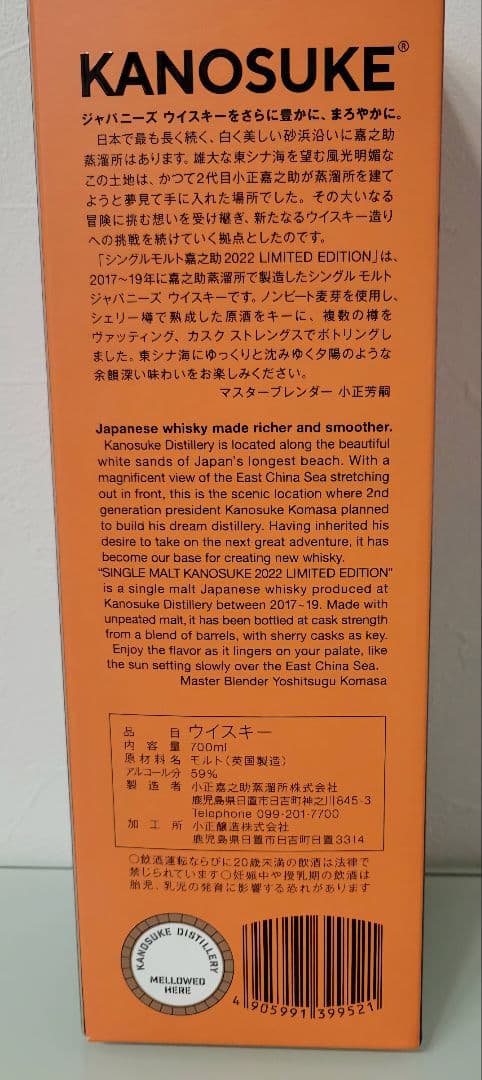 KANOSUKE®
ジャパニーズ ウイスキーをさらに豊かに、まろやかに。
日本で最も長く続く、白く美しい砂浜沿いに嘉之助
蒸溜所はあります。雄大な東シナ海を望む風光明媚な
この土地は、かつて2代目小正嘉之助が蒸溜所を建て
ようと夢見て手に入れた場所でした。その大いなる
冒険に挑む想いを受け継ぎ、新たなるウイスキー造り
への挑戦を続けていく拠点としたのです。
「シングルモルト嘉之助 2022 LIMITED EDITION」は、
2017~19年に嘉之助蒸溜所で製造したシングル モルト
ジャパニーズ ウイスキーです。ノンピート麦芽を使用し、
シェリー樽で熟成した原酒をキーに、複数の樽を
ヴァッティング、カスク ストレングスでボトリングし
ました。東シナ海にゆっくりと沈みゆく夕陽のような
余韻深い味わいをお楽しみください。
マスターブレンダー 小正芳嗣
Japanese whisky made richer and smoother.
Kanosuke Distillery is located along the beautiful
white sands of Japan's longest beach. With a
magnificent view of the East China Sea stretching
out in front, this is the scenic location where 2nd
generation president Kanosuke Komasa planned
to build his dream distillery. Having inherited his
desire to take on the next great adventure, it has
become our base for creating new whisky.
"SINGLE MALT KANOSUKE 2022 LIMITED EDITION"
is a single malt Japanese whisky produced at
Kanosuke Distillery between 2017~19. Made with
unpeated malt, it has been bottled at cask strength
from a blend of barrels, with sherry casks as key.
Enjoy the flavor as it lingers on your palate, like
the sun setting slowly over the East China Sea.
Master Blender Yoshitsugu Komasa
品目 ウイスキー
内容量 700ml
原材料名 モルト(英国製造)
アルコール分 59%
製造者 小正嘉之助蒸溜所株式会社
鹿児島県日置市日吉町神之川845-3
Telephone 099-201-7700
加工所 小正醸造株式会社
鹿児島県日置市日吉町日置3314
○飲酒運転ならびに20歳未満の飲酒は法律で
禁じられています○妊娠中や授乳期の飲酒は
胎児、乳児の発育に影響する恐れがあります
KANOSUKE DISTILLERY
MELLOWED
HERE
4 905991 399521